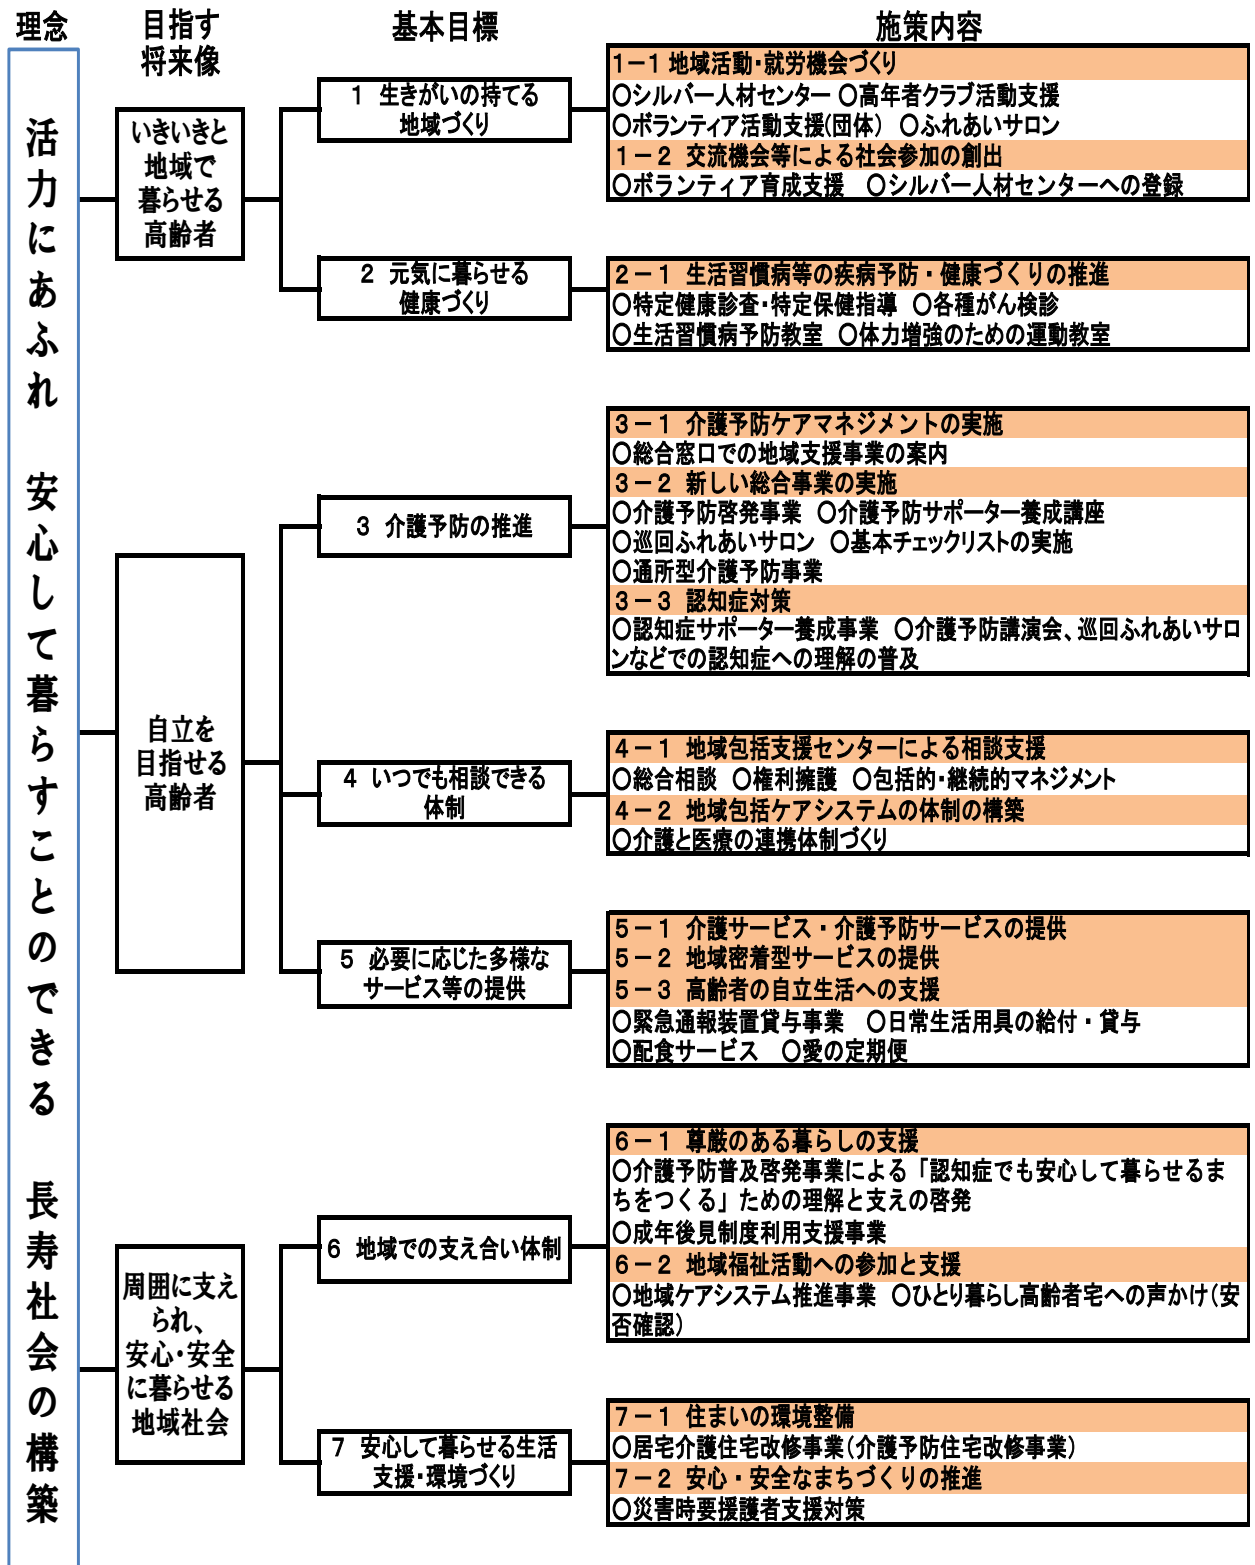 理念
目指す
将来像
基本目標
施策内容
活力にあふれ 安心して暮らすことのできる 長寿社会の構築
いきいきと
地域で
暮らせる
高齢者
1 生きがいの持てる
地域づくり
1-1 地域活動・就労機会づくり
○シルバー人材センター ○高年者クラブ活動支援
○ボランティア活動支援(団体) ○ふれあいサロン
1-2 交流機会等による社会参加の創出
○ボランティア育成支援 ○シルバー人材センターへの登録
2 元気に暮らせる
健康づくり
2-1 生活習慣病等の疾病予防・健康づくりの推進
○特定健康診査・特定保健指導 ○各種がん検診
○生活習慣病予防教室 ○体力増強のための運動教室
自立を
目指せる
高齢者
3 介護予防の推進
3-1 介護予防ケアマネジメントの実施
○総合窓口での地域支援事業の案内
3-2 新しい総合事業の実施
○介護予防啓発事業 ○介護予防サポーター養成講座
○巡回ふれあいサロン ○基本チェックリストの実施
○通所型介護予防事業
3-3 認知症対策
○認知症サポーター養成事業 ○介護予防講演会、巡回ふれあいサロ
ンなどでの認知症への理解の普及
4 いつでも相談できる
体制
4-1 地域包括支援センターによる相談支援
○総合相談 ○権利擁護 ○包括的・継続的マネジメント
4-2 地域包括ケアシステムの体制の構築
○介護と医療の連携体制づくり
5 必要に応じた多様な
サービス等の提供
5-1 介護サービス・介護予防サービスの提供
5-2 地域密着型サービスの提供
5-3 高齢者の自立生活への支援
○緊急通報装置貸与事業 ○日常生活用具の給付・貸与
○配食サービス ○愛の定期便
周囲に支え
られ、
安心・安全
に暮らせる
地域社会
6 地域での支え合い体制
6-1 尊厳のある暮らしの支援
○介護予防普及啓発事業による「認知症でも安心して暮らせるま
ちをつくる」ための理解と支えの啓発
○成年後見制度利用支援事業
6-2 地域福祉活動への参加と支援
○地域ケアシステム推進事業 ○ひとり暮らし高齢者宅への声かけ(安
否確認)
7 安心して暮らせる生活
支援・環境づくり
7-1 住まいの環境整備
○居宅介護住宅改修事業(介護予防住宅改修事業)
7-2 安心・安全なまちづくりの推進
○災害時要援護者支援対策